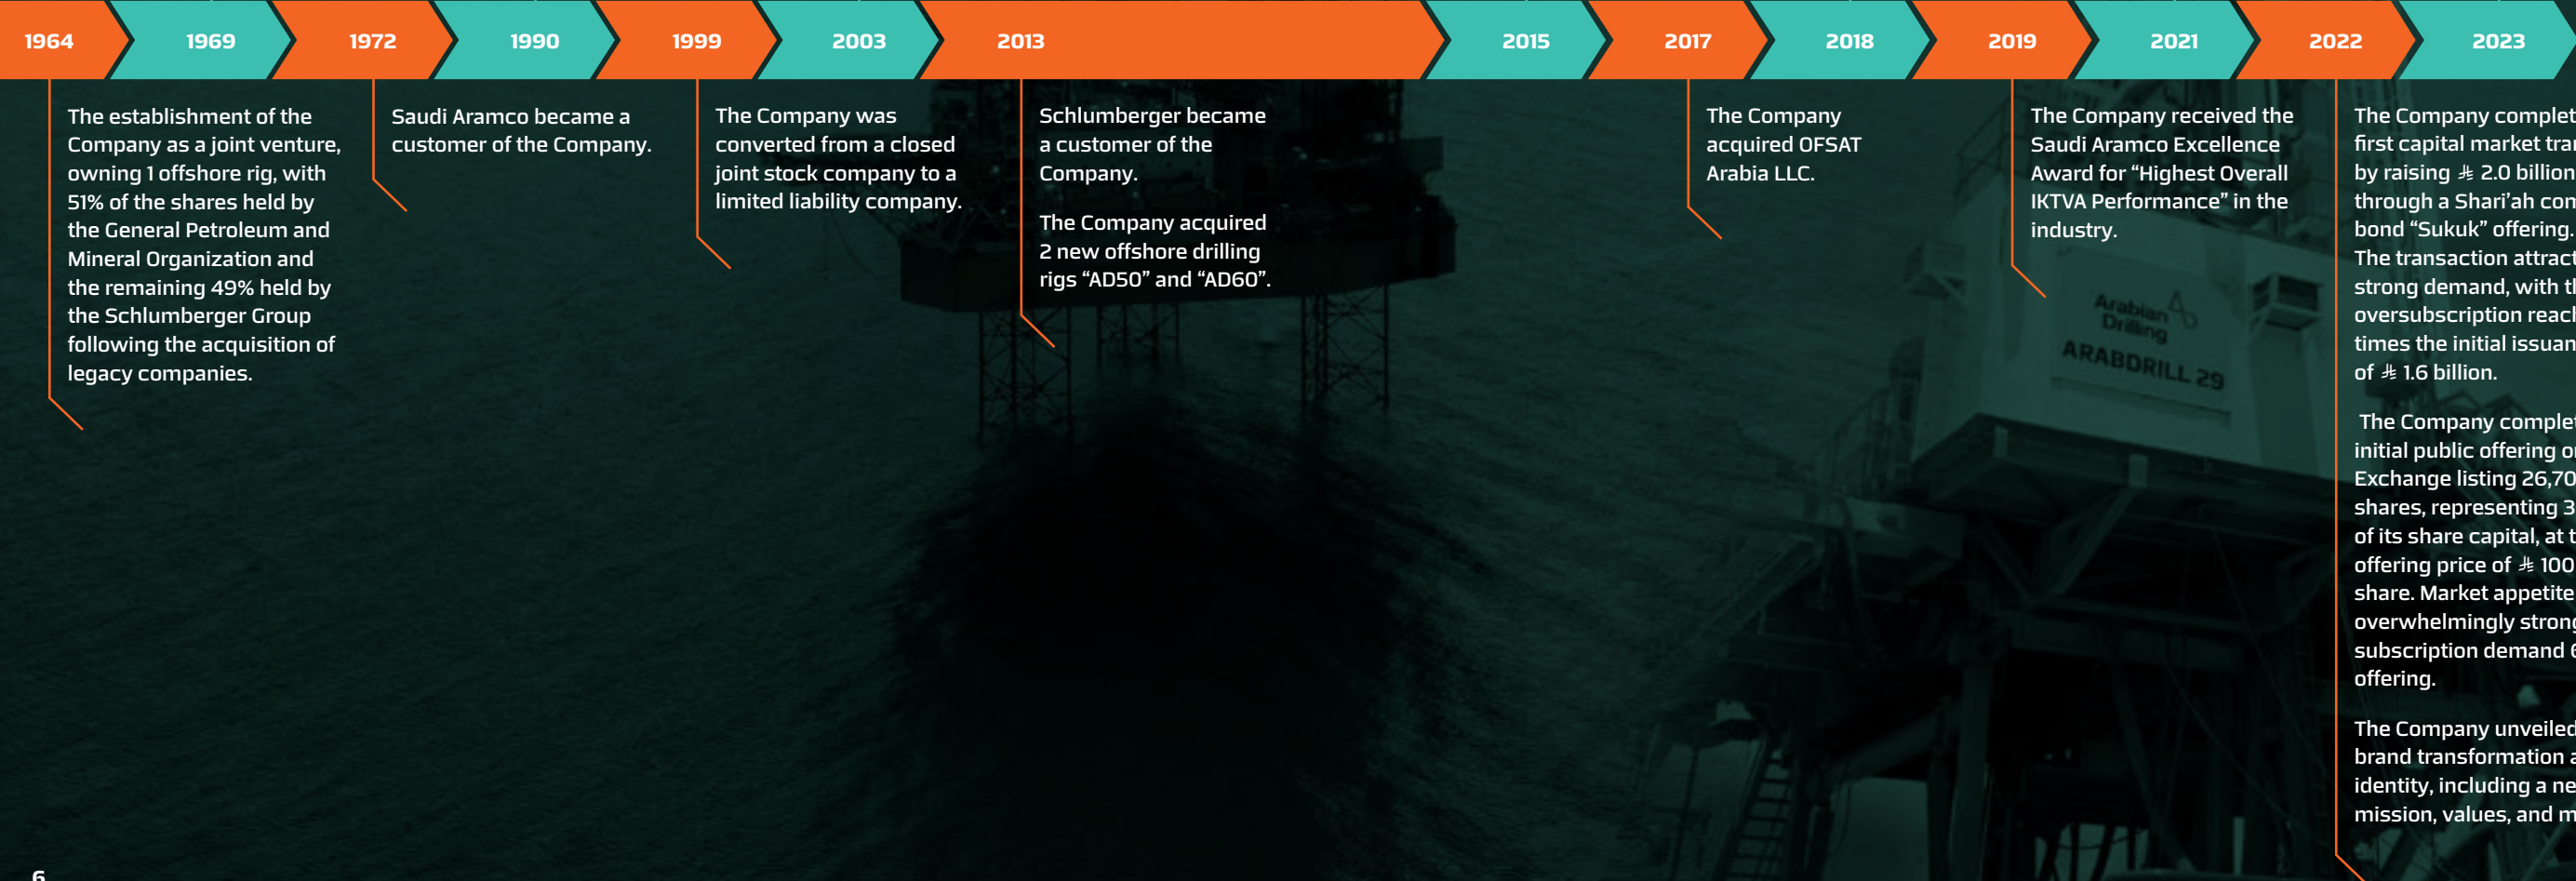 1964 1969 1972 1990 1999 2003 2013 2015 2017 2018 2019 2021 2022 2023
The establishment of the
Company as a joint venture,
owning 1 offshore rig, with
51% of the shares held by
the General Petroleum and
Mineral Organization and
the remaining 49% held by
the Schlumberger Group
following the acquisition of
legacy companies.
Saudi Aramco became a
customer of the Company.
The Company was
converted from a closed
joint stock company to a
limited liability company.
Schlumberger became
a customer of the
Company.
The Company acquired
2 new offshore drilling
rigs “AD50” and “AD60”.
The Company
acquired OFSAT
Arabia LLC.
The Company received the
Saudi Aramco Excellence
Award for “Highest Overall
IKTVA Performance” in the
industry.
The Company
first capital market
by raising ⃁ 2.0 billion
through a Shari’ah
bond “Sukuk” offering.
The transaction
strong demand, with
oversubscription
times the initial
of ⃁ 1.6 billion.
The Company
initial public offering
Exchange listing
shares, representing
of its share capital, at
offering price of ⃁ 100
share. Market appetite
overwhelmingly
subscription demand
offering.
The Company unveiled
brand transformation
identity, including a
mission, values, and
Arabian
Drilling
ARABDRILL 29
6